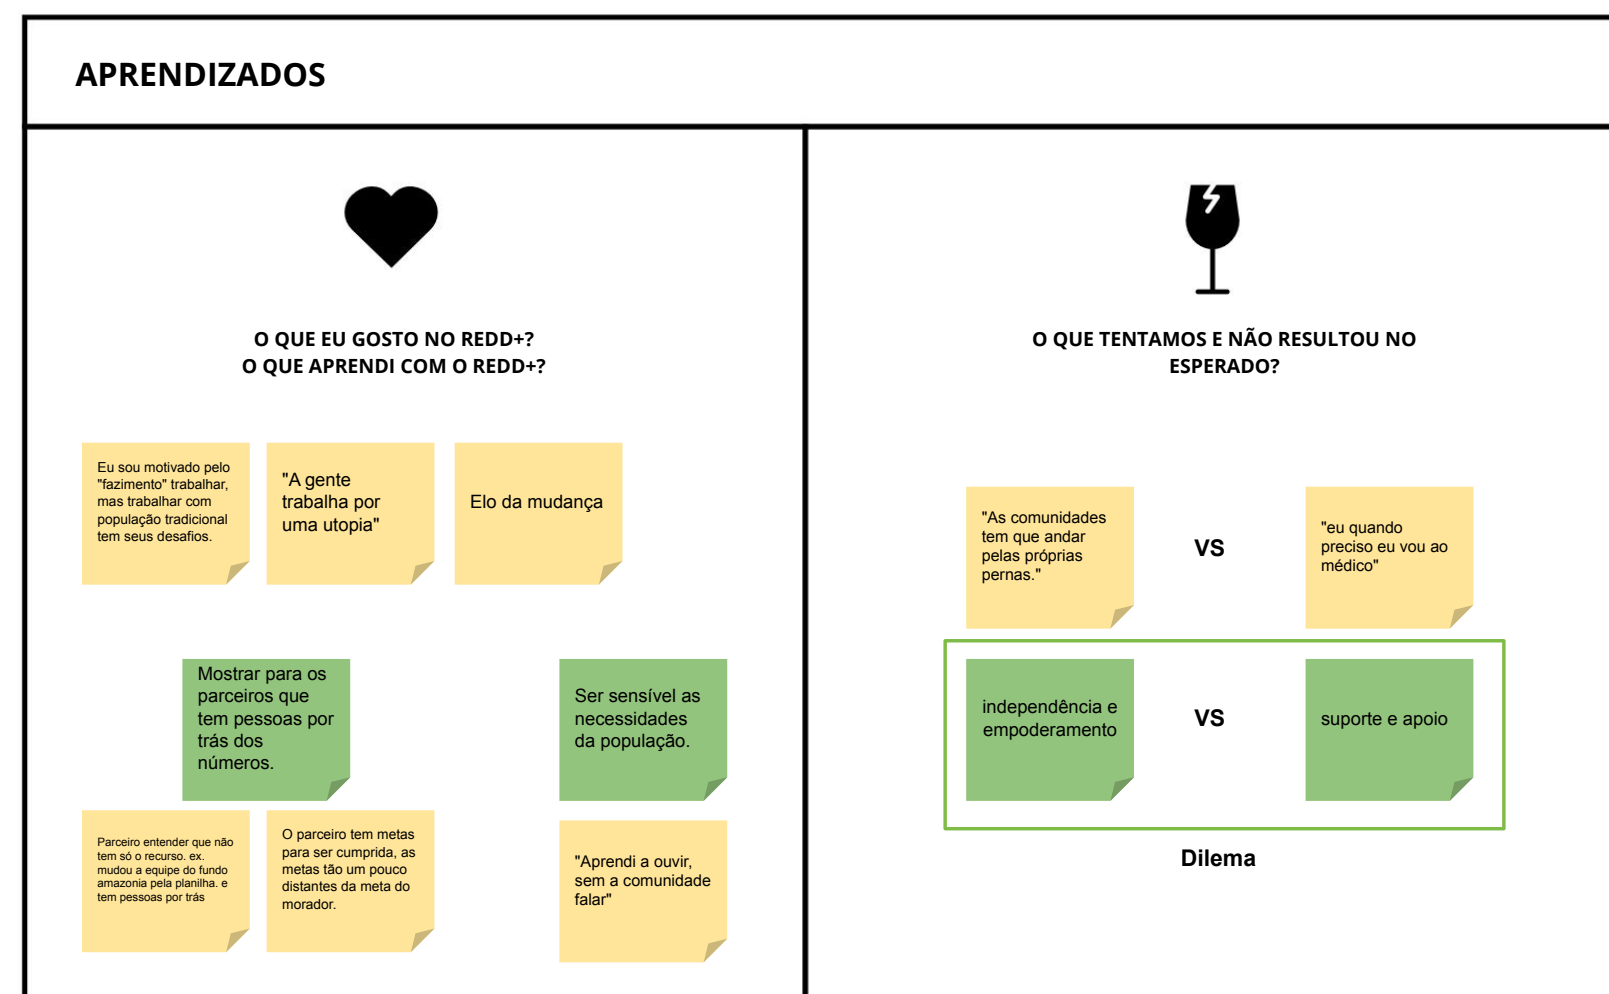 APRENDIZADOS
O QUE EU GOSTO NO REDD+?
O QUE APRENDI COM O REDD+?
Eu sou motivado pelo
"fazimento" trabalhar,
mas trabalhar com
população tradicional
tem seus desafios.
"A gente
trabalha por
uma utopia"
Elo da mudança
Mostrar para os
parceiros que
tem pessoas por
trás dos
números.
Ser sensível as
necessidades
da população.
Parceiro entender que não
tem só o recurso. ex.
mudou a equipe do fundo
amazonia pela planilha. e
tem pessoas por trás
O parceiro tem metas
para ser cumprida, as
metas tão um pouco
distantes da meta do
morador.
"Aprendi a ouvir,
sem a comunidade
falar"
O QUE TENTAMOS E NÃO RESULTOU NO
ESPERADO?
"As comunidades
tem que andar
pelas próprias
pernas."
VS
"eu quando
preciso eu vou ao
médico"
independência e
empoderamento
VS
suporte e apoio
Dilema